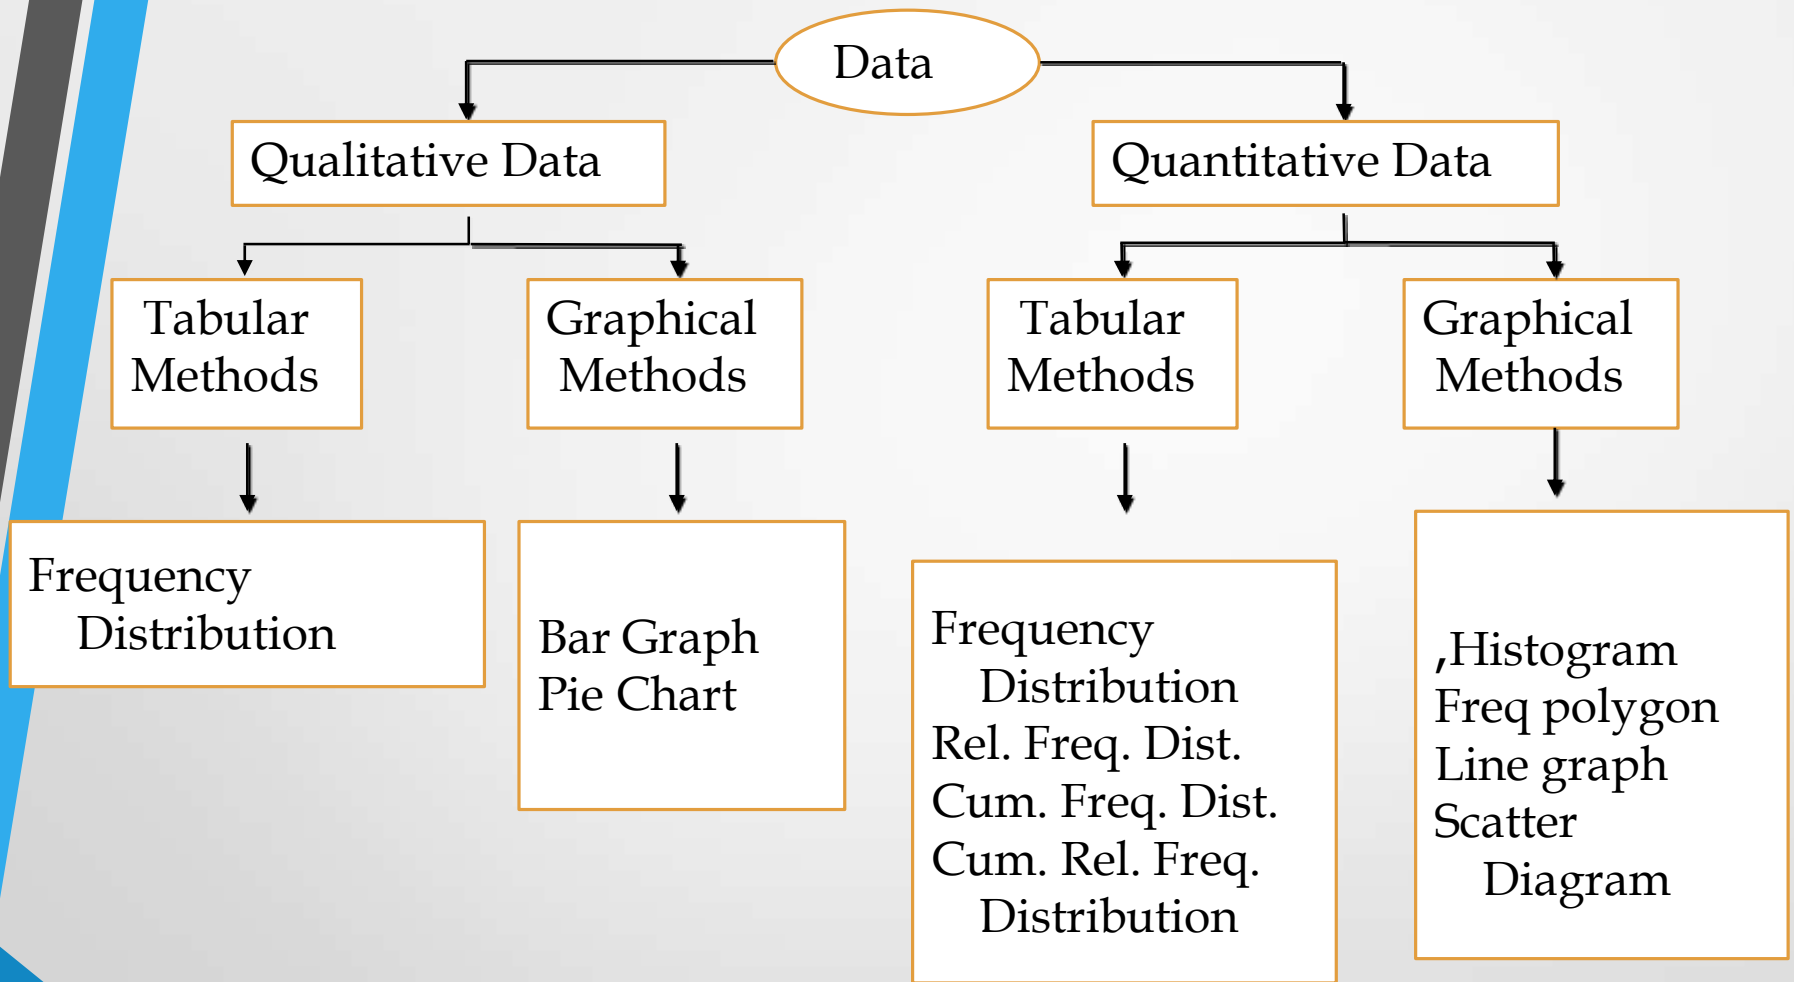 Data
Qualitative Data
Quantitative Data
Tabular
Methods
Graphical
Methods
Tabular
Methods
Graphical
Methods
Frequency
Distribution
Bar Graph
Pie Chart
Frequency
Distribution
Rel. Freq. Dist.
Cum. Freq. Dist.
Cum. Rel. Freq.
Distribution
,Histogram
Freq polygon
Line graph
Scatter
Diagram